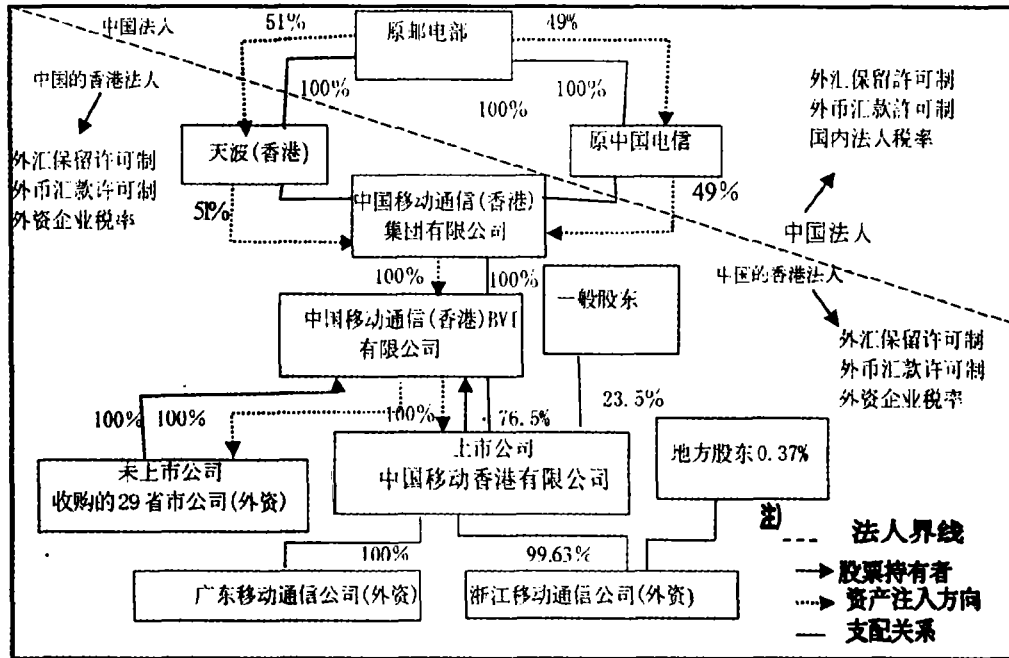 中国法人
51%
原邮电部
49%
中国的香港法人
100%
100%
100%
外汇保留許可制
外币汇款許可制
国内法人税率
外汇保留许可制
外币汇款许可制
外资企业税率
天波(香港)
原中国电信
51%
中国移动通信(香港)
集团有限公司
49%
中国法人
100%
100%
一般股东
中国的香港法人
中国移动通信(香港)BVI
有限公司
外汇保留许可制
外币汇款许可制
外资企业税率
100%
100%
100%
76.5%
23.5%
未上市公司
收购的29省市公司(外资)
上市公司
中国移动香港有限公司
地方股东0.37%
注)
法人界线
股票持有者
资产注入方向
支配关系
100%
99.63%
广东移动通信公司(外资)
浙江移动通信公司(外资)